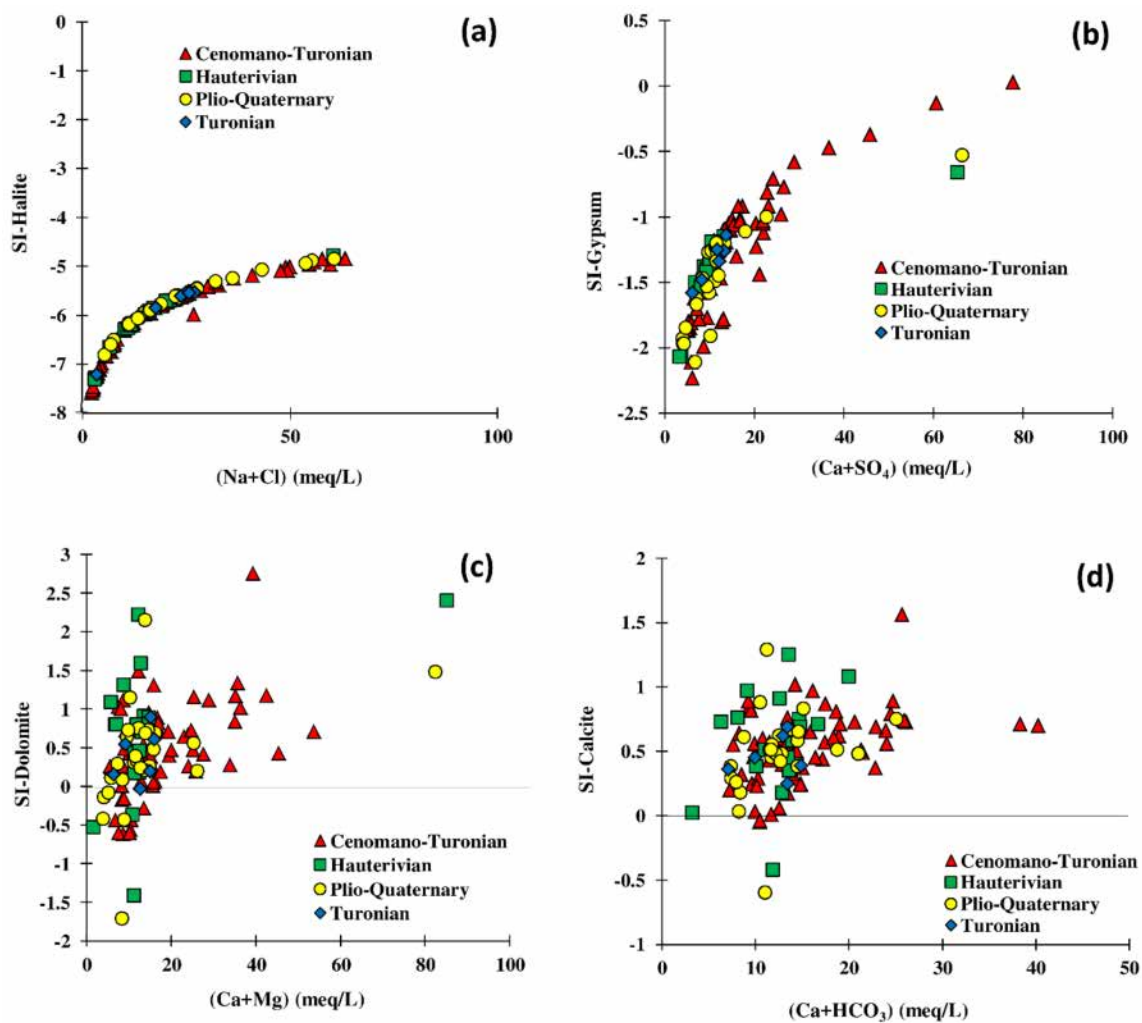 (a)
0
-1
-2
-3
-4
-5
-6
-7
-8
SI-Halite
Cenomano-Turonian
Hauterivian
Plio-Quaternary
Turonian
0 50 100
(Na+Cl) (meq/L)
(b)
0.5
0
-0.5
-1
-1.5
-2
-2.5
SI-Gypsum
Cenomano-Turonian
Hauterivian
Plio-Quaternary
Turonian
0 20 40 60 80 100
(Ca+SO₄) (meq/L)
(c)
3
2.5
2
1.5
1
0.5
0
-0.5
-1
-1.5
-2
SI-Dolomite
Cenomano-Turonian
Hauterivian
Plio-Quaternary
Turonian
0 20 40 60 80 100
(Ca+Mg) (meq/L)
(d)
2
1.5
1
0.5
0
-0.5
-1
SI-Calcite
Cenomano-Turonian
Hauterivian
Plio-Quaternary
Turonian
0 10 20 30 40 50
(Ca+HCO₃) (meq/L)